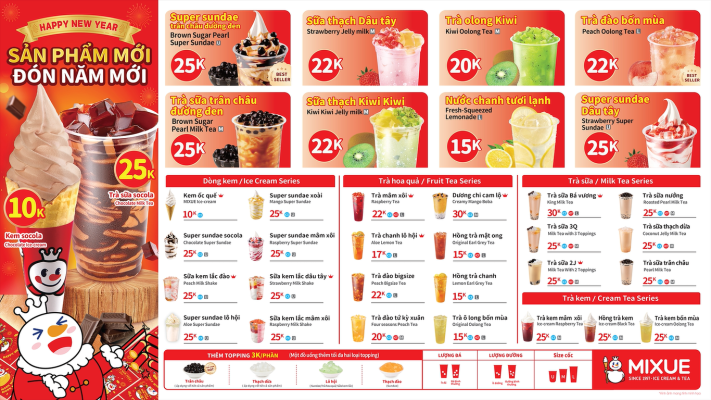 HAPPY NEW YEAR
SẢN PHẨM MỚI
ĐÓN NĂM MỚI
25K
Trà sữa socola
Chocolate Milk Tea
10K
Kem socola
Chocolate Ice cream
Super sundae
trân châu đường đen
Brown Sugar Pearl
Super Sundae
25K
BEST SELLER
Sữa thạch Dâu tây
Strawberry Jelly milk M
22K
Trà olong Kiwi
Kiwi Oolong Tea M
20K
Trà đào bốn mùa
Peach Oolong Tea L
22K
BEST SELLER
Trà sữa trân châu
đường đen
Brown Sugar
Pearl Milk Tea M
25K
Sữa thạch Kiwi Kiwi
Kiwi Kiwi Jelly milk M
22K
Nước chanh tươi lạnh
Fresh-Squeezed
Lemonade L
15K
Super sundae
Dâu tây
Strawberry Super
Sundae
25K
Dòng kem / Ice Cream Series
Kem ốc quế
MIXUE Ice cream
10K
Super sundae xoài
Mango Super Sundae
25K
Super sundae socola
Chocolate Super Sundae
25K
Super sundae mâm xôi
Raspberry Super Sundae
25K
Sữa kem lắc đào
Peach Milk Shake
25K
Sữa kem lắc dâu tây
Strawberry Milk Shake
25K
Super sundae lô hội
Aloe Super Sundae
25K
Sữa kem lắc mâm xôi
Raspberry Milk Shake
25K
Trà hoa quả / Fruit Tea Series
Trà mâm xôi
Raspberry Tea
22K
Dương chi cam lộ
Creamy Mango Boba
30K
Trà chanh lô hội
Aloe Lemon Tea
17K
Hồng trà mật ong
Original Earl Grey Tea
15K
Trà đào bigsize
Peach Bigsize Tea
22K
Hồng trà chanh
Lemon Earl Grey Tea
15K
Trà đào tứ kỳ xuân
Four seasons Peach Tea
20K
Trà ô long bốn mùa
Original Oolong Tea
15K
Trà sữa / Milk Tea Series
Trà sữa Bá vương
King Milk Tea
30K
Trà sữa nướng
Roasted Pearl Milk Tea
25K
Trà sữa 3Q
Milk Tea with 3 Toppings
25K
Trà sữa thạch dừa
Coconut Jelly Milk Tea
25K
Trà sữa 2J
Milk Tea With 2 Toppings
25K
Trà sữa trân châu
Pearl Milk Tea
25K
Trà kem / Cream Tea Series
Trà kem mâm xôi
Ice-cream Raspberry Tea
25K
Hồng trà kem
Ice-cream Black Tea
25K
Trà kem bốn mùa
Ice-cream Oolong Tea
25K
THÊM TOPPING 3K/PHẦN (Một đồ uống thêm tối đa hai loại topping)
Trân châu
Thạch dừa
Lô hội
Thạch đào
LƯỢNG ĐÁ
LƯỢNG ĐƯỜNG
Size cốc
U M L
MIXUE
SINCE 1997· ICE CREAM & TEA